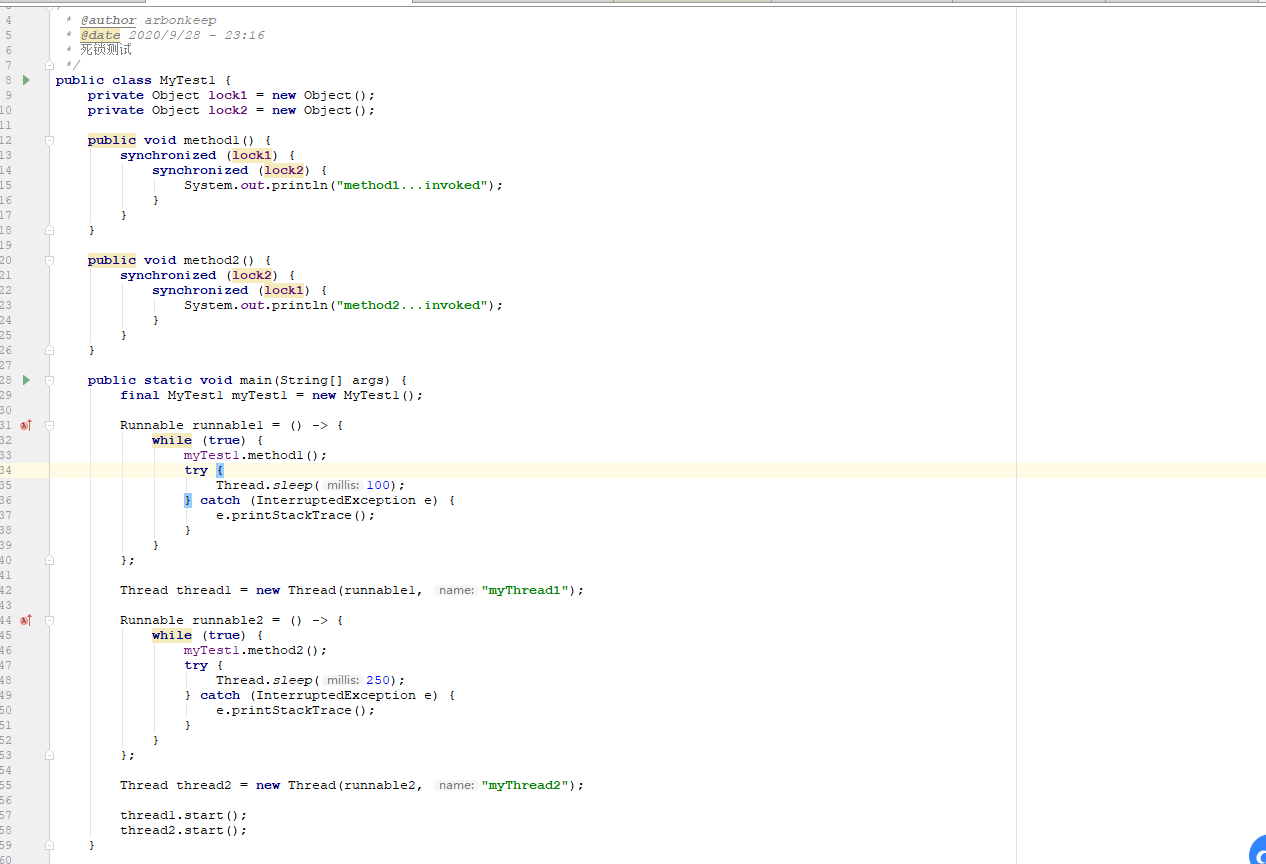 4 * @author arbonkeep
5 * @date 2020/9/28 - 23:16
6 * 死锁测试
7 */
8 public class MyTest1 {
9 private Object lock1 = new Object();
10 private Object lock2 = new Object();
11
12 public void method1() {
13 synchronized (lock1) {
14 synchronized (lock2) {
15 System.out.println("method1...invoked");
16 }
17 }
18 }
19
20 public void method2() {
21 synchronized (lock2) {
22 synchronized (lock1) {
23 System.out.println("method2...invoked");
24 }
25 }
26 }
27
28 public static void main(String[] args) {
29 final MyTest1 myTest1 = new MyTest1();
30
31 Runnable runnable1 = () -> {
32 while (true) {
33 myTest1.method1();
34 try {
35 Thread.sleep( millis: 100);
36 } catch (InterruptedException e) {
37 e.printStackTrace();
38 }
39 }
40 };
41
42 Thread thread1 = new Thread(runnable1, name: "myThread1");
43
44 Runnable runnable2 = () -> {
45 while (true) {
46 myTest1.method2();
47 try {
48 Thread.sleep( millis: 250);
49 } catch (InterruptedException e) {
50 e.printStackTrace();
51 }
52 }
53 };
54
55 Thread thread2 = new Thread(runnable2, name: "myThread2");
56
57 thread1.start();
58 thread2.start();
59 }
60